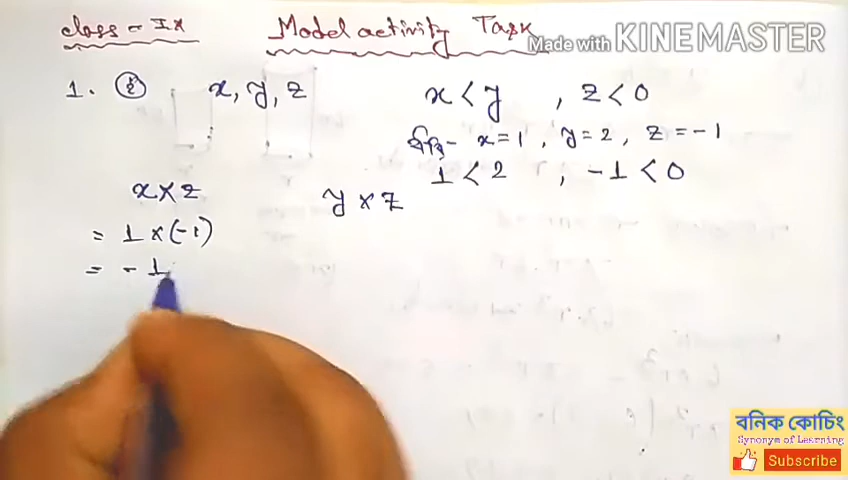 class - IX Model activity Task
Made with KINEMASTER
1. x, y, z x < y , z < 0
ধরি- x = 1 , y = 2 , z = -1
1 < 2 , -1 < 0
x × z y × z
= 1 × (-1)
= -1
বনিক কোচিং
Synonym of Learning
Subscribe